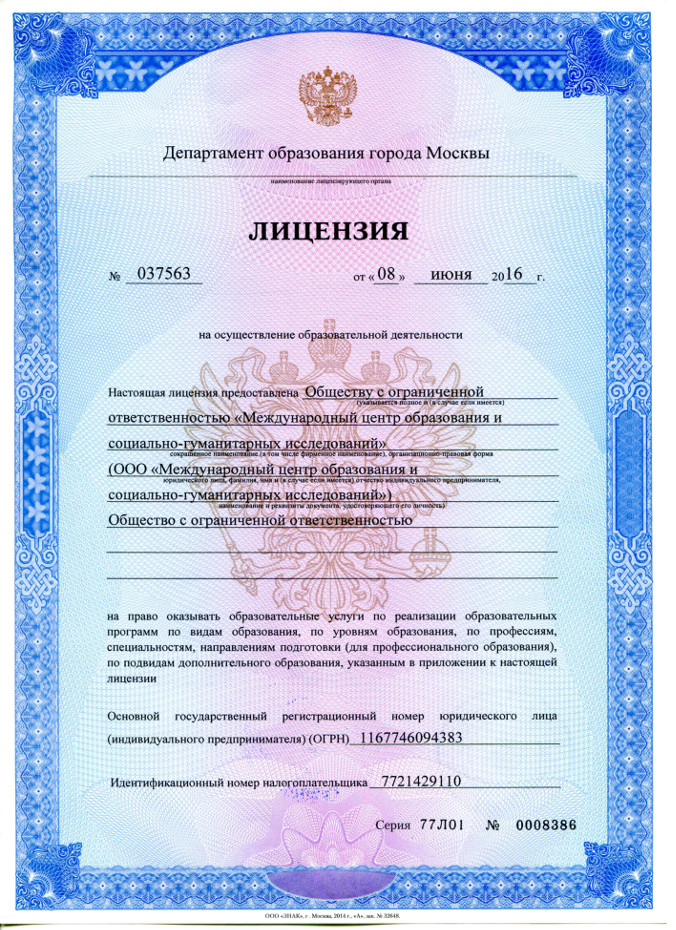 Департамент образования города Москвы
наименование лицензирующего органа
ЛИЦЕНЗИЯ
№ 037563 от « 08 » июня 2016 г.
на осуществление образовательной деятельности
Настоящая лицензия предоставлена Обществу с ограниченной
(указывается полное и (в случае если имеется)
ответственностью «Международный центр образования и
социально-гуманитарных исследований»
сокращённое наименование (в том числе фирменное наименование), организационно-правовая форма
(ООО «Международный центр образования и
юридического лица, фамилия, имя и (в случае если имеется) отчество индивидуального предпринимателя,
социально-гуманитарных исследований»)
наименование и реквизиты документа, удостоверяющего его личность)
Общество с ограниченной ответственностью
на право оказывать образовательные услуги по реализации образовательных
программ по видам образования, по уровням образования, по профессиям,
специальностям, направлениям подготовки (для профессионального образования),
по подвидам дополнительного образования, указанным в приложении к настоящей
лицензии
Основной государственный регистрационный номер юридического лица
(индивидуального предпринимателя) (ОГРН) 1167746094383
Идентификационный номер налогоплательщика 7721429110
Серия 77Л01 № 0008386
ООО «ЗНАК», г. Москва, 2014 г., «А», зак. № 32848.